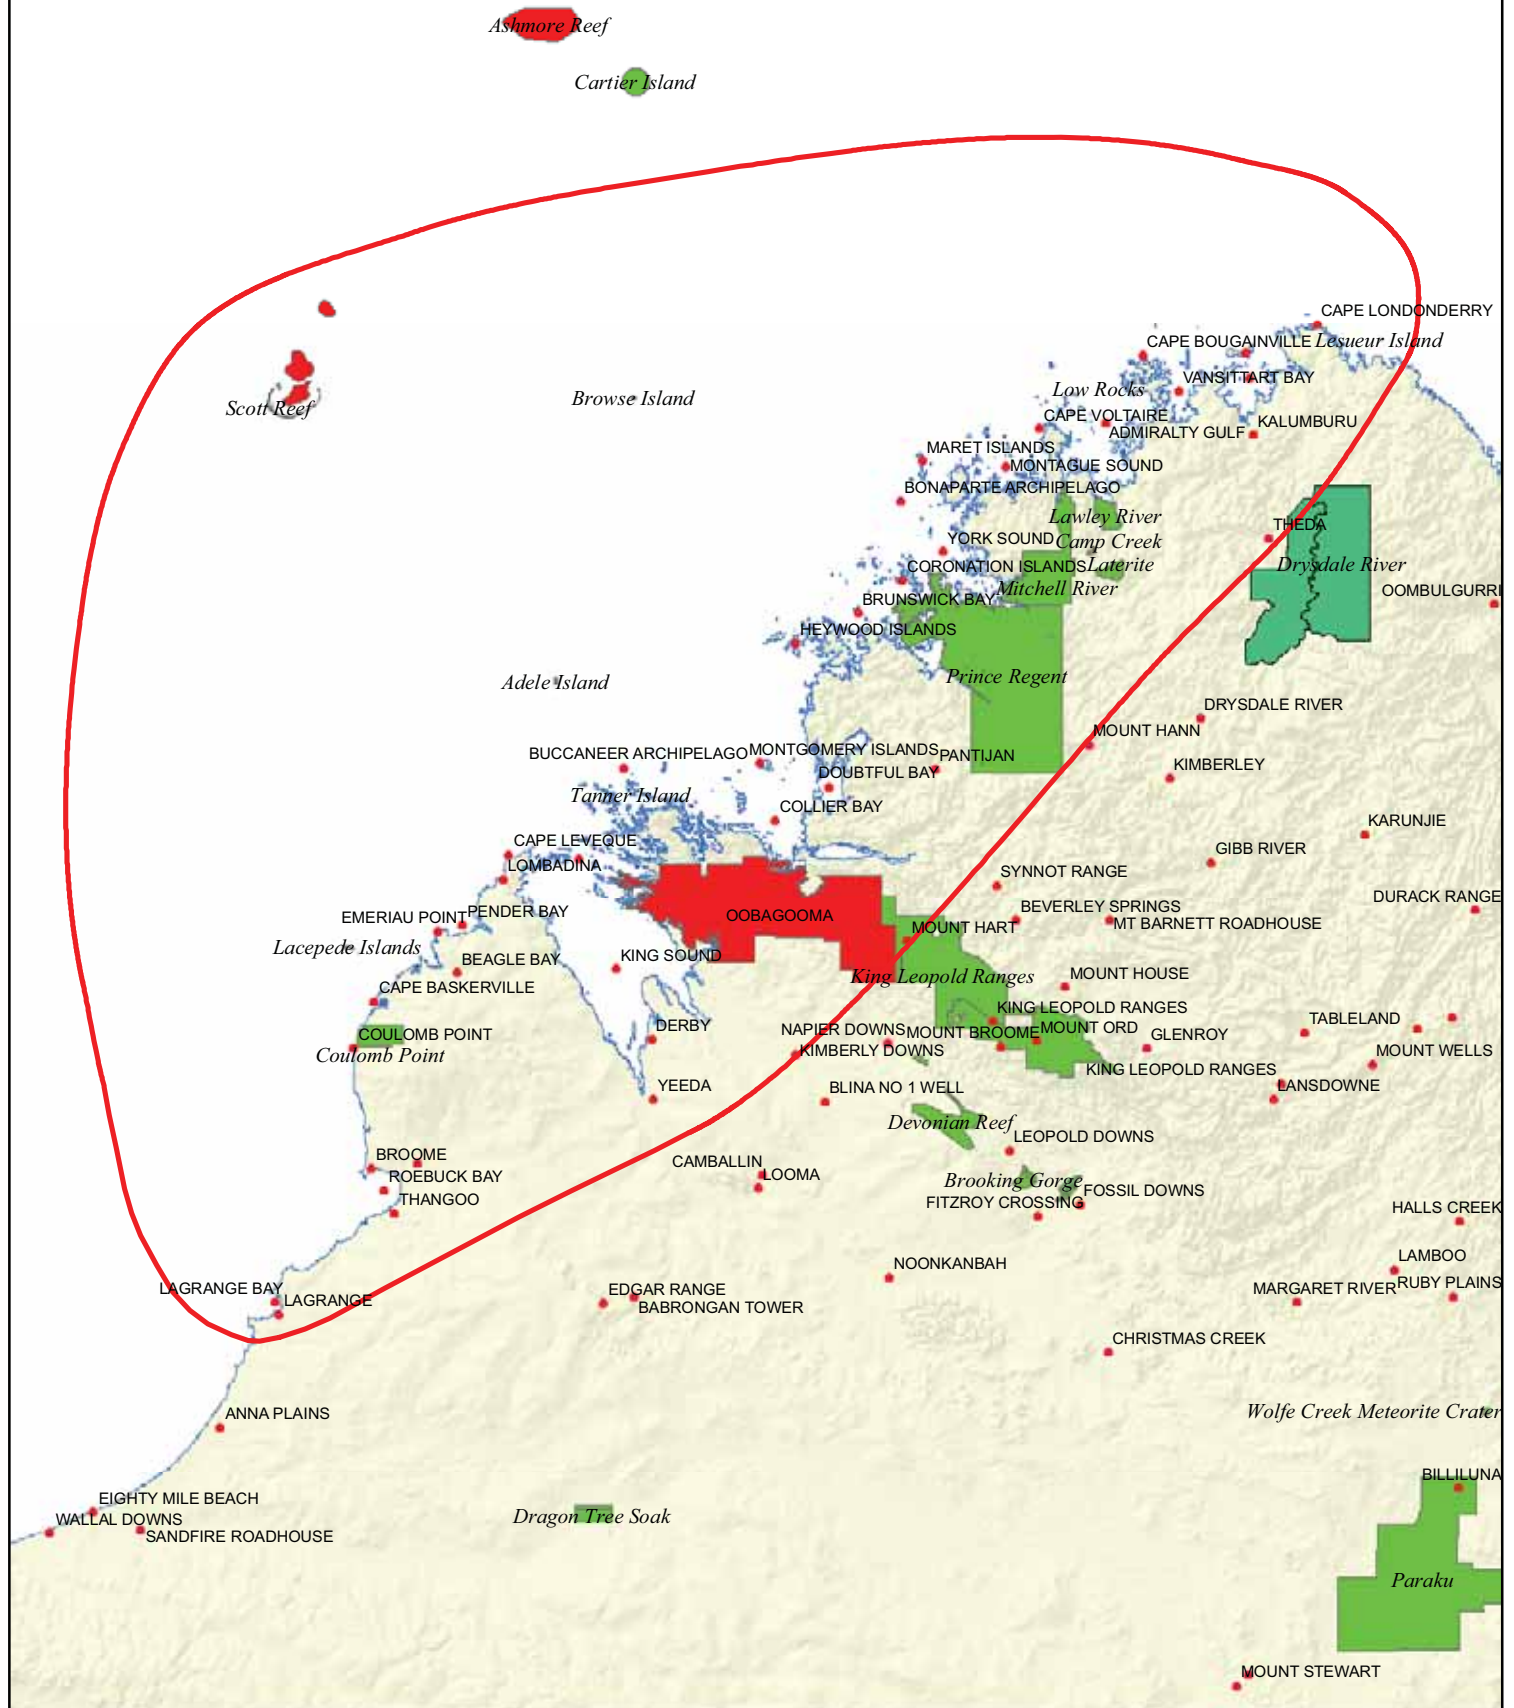 Ashmore Reef
Cartier Island
CAPE LONDONDERRY
CAPE BOUGAINVILLE
Lesueur Island
VANSITTART BAY
Low Rocks
Scott Reef
Browse Island
CAPE VOLTAIRE
KALUMBURU
ADMIRALTY GULF
MARET ISLANDS
MONTAGUE SOUND
BONAPARTE ARCHIPELAGO
Lawley River
THEDA
YORK SOUND
Camp Creek
CORONATION ISLANDS
Laterite
Drysdale River
Mitchell River
OOMBULGURRI
BRUNSWICK BAY
HEYWOOD ISLANDS
Prince Regent
Adele Island
DRYSDALE RIVER
MOUNT HANN
BUCCANEER ARCHIPELAGO
MONTGOMERY ISLANDS
PANTIJAN
KIMBERLEY
DOUBTFUL BAY
Tanner Island
COLLIER BAY
KARUNJIE
CAPE LEVEQUE
GIBB RIVER
LOMBADINA
SYNNOT RANGE
DURACK RANGE
BEVERLEY SPRINGS
EMERIAU POINT
PENDER BAY
OOBAGOOMA
MT BARNETT ROADHOUSE
MOUNT HART
Lacepede Islands
BEAGLE BAY
KING SOUND
MOUNT HOUSE
King Leopold Ranges
CAPE BASKERVILLE
KING LEOPOLD RANGES
TABLELAND
DERBY
NAPIER DOWNS
MOUNT BROOME
MOUNT ORD
GLENROY
COULOMB POINT
Coulomb Point
KIMBERLY DOWNS
MOUNT WELLS
KING LEOPOLD RANGES
YEEDA
BLINA NO 1 WELL
LANSDOWNE
Devonian Reef
LEOPOLD DOWNS
BROOME
CAMBALLIN
ROEBUCK BAY
LOOMA
Brooking Gorge
FOSSIL DOWNS
THANGOO
FITZROY CROSSING
HALLS CREEK
LAMBOO
NOONKANBAH
LAGRANGE BAY
EDGAR RANGE
MARGARET RIVER
RUBY PLAINS
LAGRANGE
BABRONGAN TOWER
CHRISTMAS CREEK
ANNA PLAINS
Wolfe Creek Meteorite Crater
BILLILUNA
EIGHTY MILE BEACH
WALLAL DOWNS
Dragon Tree Soak
SANDFIRE ROADHOUSE
Paraku
MOUNT STEWART